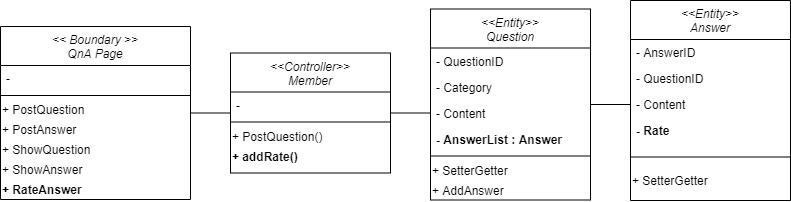 << Boundary >>
QnA Page
-
+ PostQuestion
+ PostAnswer
+ ShowQuestion
+ ShowAnswer
+ RateAnswer
<<Controller>>
Member
-
+ PostQuestion()
+ addRate()
<<Entity>>
Question
- QuestionID
- Category
- Content
- AnswerList : Answer
+ SetterGetter
+ AddAnswer
<<Entity>>
Answer
- AnswerID
- QuestionID
- Content
- Rate
+ SetterGetter